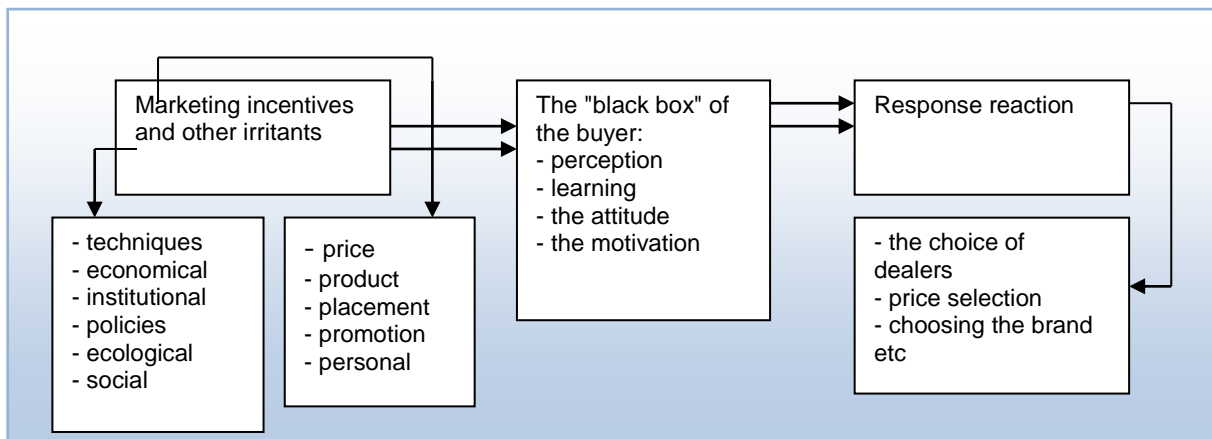 Marketing incentives
and other irritants
- techniques
- economical
- institutional
- policies
- ecological
- social
- price
- product
- placement
- promotion
- personal
The "black box" of
the buyer:
- perception
- learning
- the attitude
- the motivation
Response reaction
- the choice of
dealers
- price selection
- choosing the brand
etc